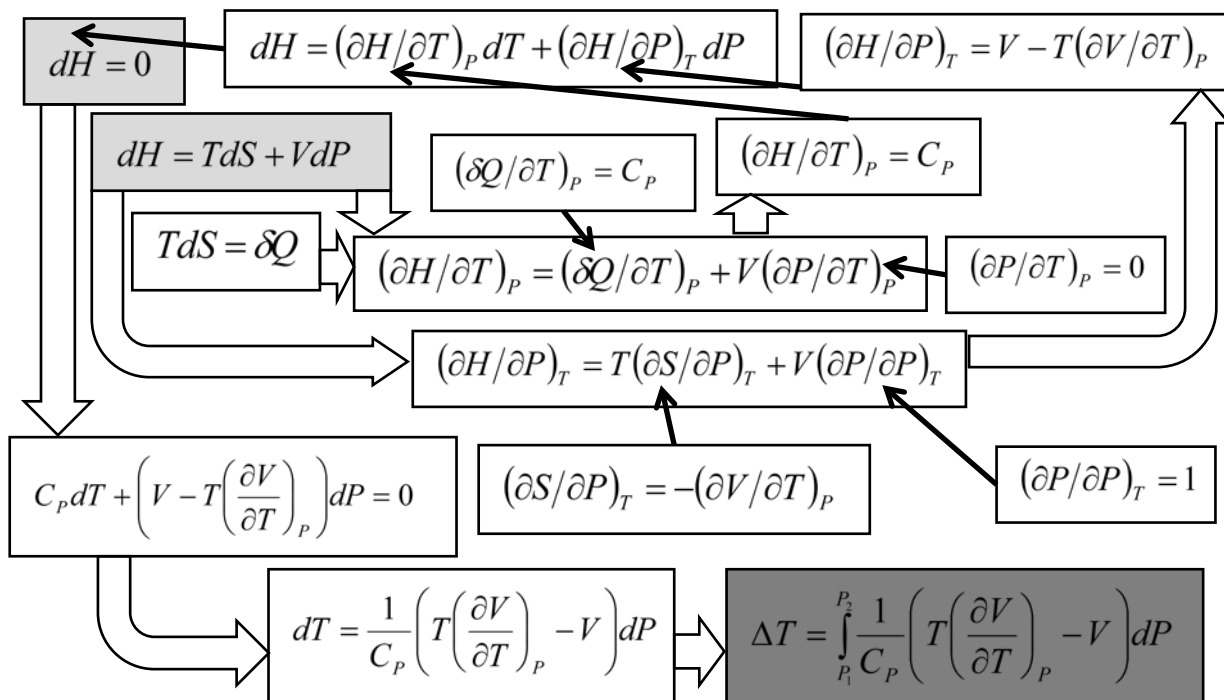 dH = 0
dH = (∂H/∂T)_P dT + (∂H/∂P)_T dP
(∂H/∂P)_T = V − T(∂V/∂T)_P
dH = TdS + VdP
(δQ/∂T)_P = C_P
(∂H/∂T)_P = C_P
TdS = δQ
(∂H/∂T)_P = (δQ/∂T)_P + V(∂P/∂T)_P
(∂P/∂T)_P = 0
(∂H/∂P)_T = T(∂S/∂P)_T + V(∂P/∂P)_T
C_P dT + (V − T(∂V/∂T)_P)dP = 0
(∂S/∂P)_T = −(∂V/∂T)_P
(∂P/∂P)_T = 1
dT = 1/C_P (T(∂V/∂T)_P − V)dP
ΔT = ∫_{P_1}^{P_2} 1/C_P (T(∂V/∂T)_P − V)dP